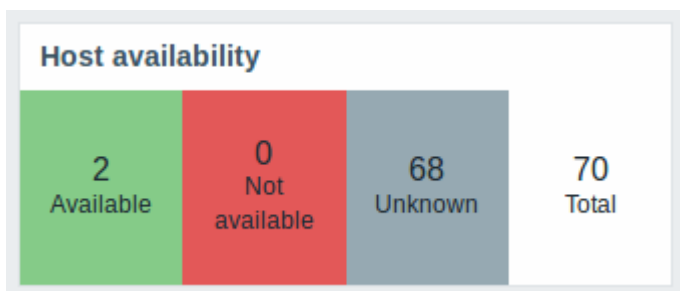 Host availability
2
Available
0
Not
available
68
Unknown
70
Total